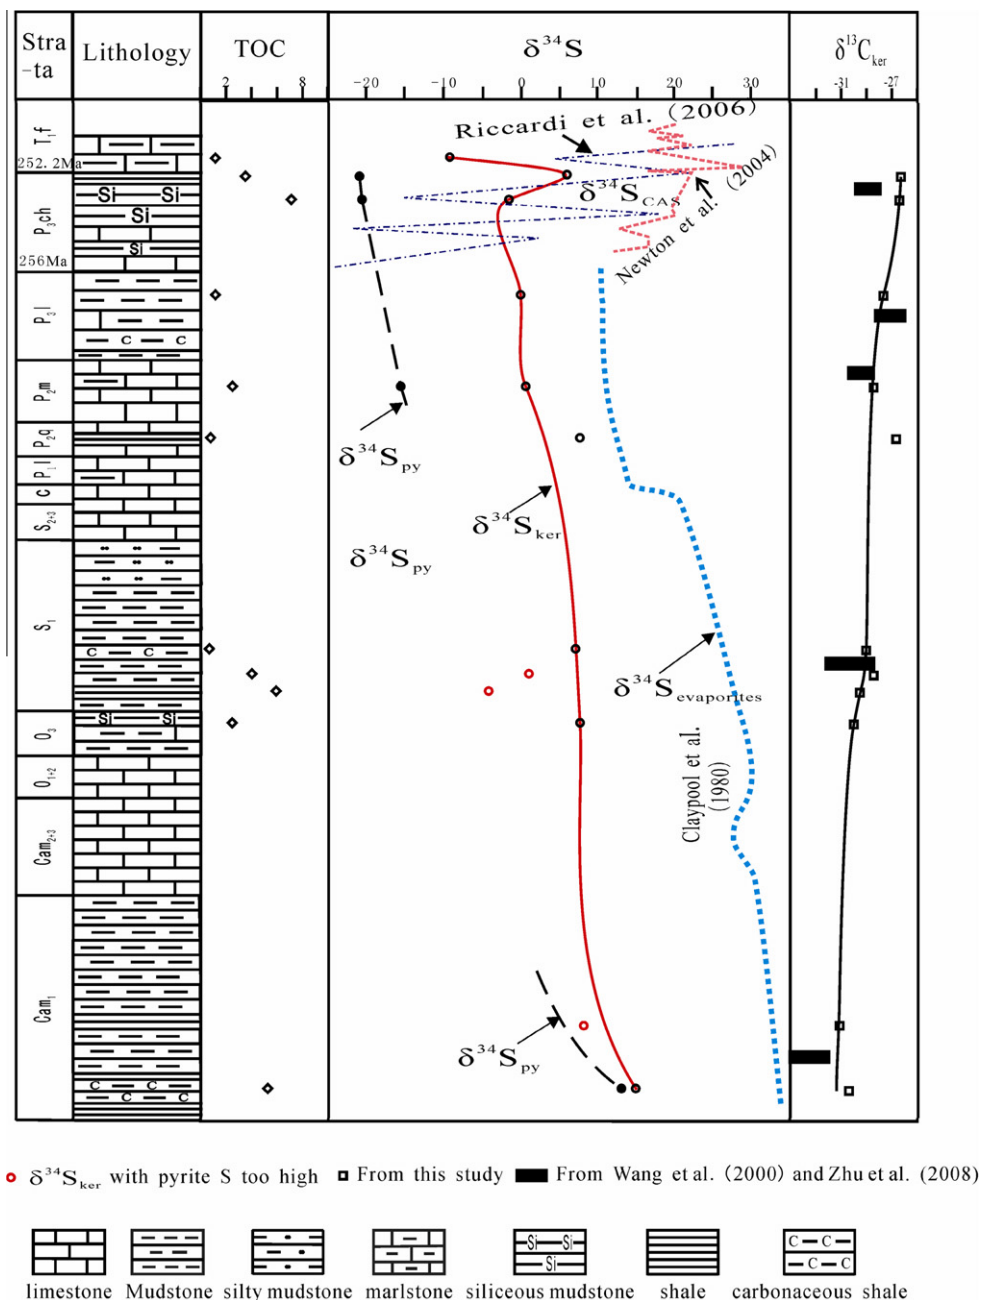 Stra
-ta
Lithology
TOC
2 8
δ³⁴S
-20 0 10 20 30
δ¹³Cker
-31 -27
T₁f
252. 2Ma
P₃ch
256Ma
P₃l
P₂m
P₂q
P₁l
C
S₂₊₃
S₁
O₃
O₁₊₂
Cam₂₊₃
Cam₁
Si Si
Si
Si
C C
C C
Si Si
C C
C C
Riccardi et al. (2006)
δ³⁴SCAS
Newton et al. (2004)
δ³⁴Spy
δ³⁴Sker
δ³⁴Spy
δ³⁴Sevaporites
Claypool et al.
(1980)
δ³⁴Spy
δ³⁴Sker with pyrite S too high
From this study
From Wang et al. (2000) and Zhu et al. (2008)
Si Si
Si
C C
C C
limestone
Mudstone
silty mudstone
marlstone
siliceous mudstone
shale
carbonaceous shale